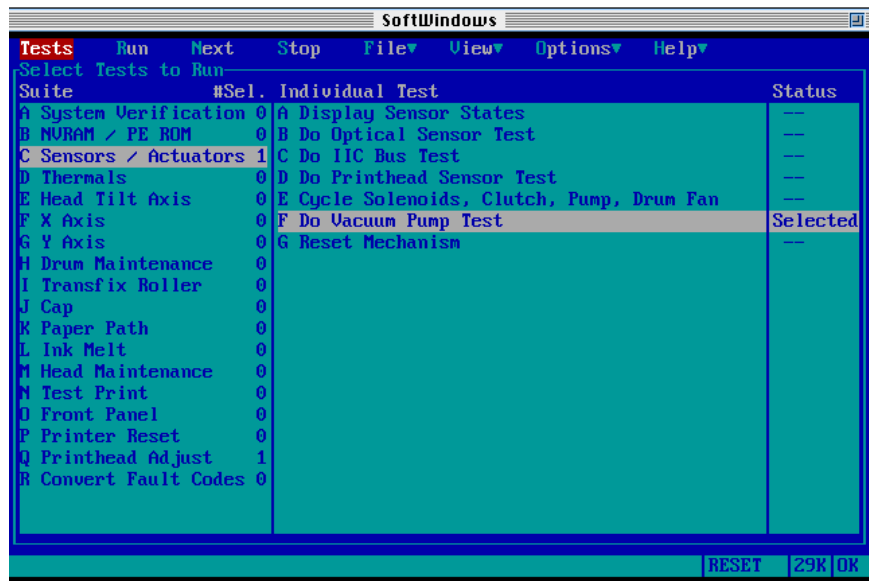 SoftWindows
Tests Run Next Stop File▼ View▼ Options▼ Help▼
Select Tests to Run
Suite #Sel. Individual Test Status
A System Verification 0 A Display Sensor States --
B NVRAM / PE ROM 0 B Do Optical Sensor Test --
C Sensors / Actuators 1 C Do IIC Bus Test --
D Thermals 0 D Do Printhead Sensor Test --
E Head Tilt Axis 0 E Cycle Solenoids, Clutch, Pump, Drum Fan --
F X Axis 0 F Do Vacuum Pump Test Selected
G Y Axis 0 G Reset Mechanism --
H Drum Maintenance 0
I Transfix Roller 0
J Cap 0
K Paper Path 0
L Ink Melt 0
M Head Maintenance 0
N Test Print 0
O Front Panel 0
P Printer Reset 0
Q Printhead Adjust 1
R Convert Fault Codes 0
RESET 29K OK